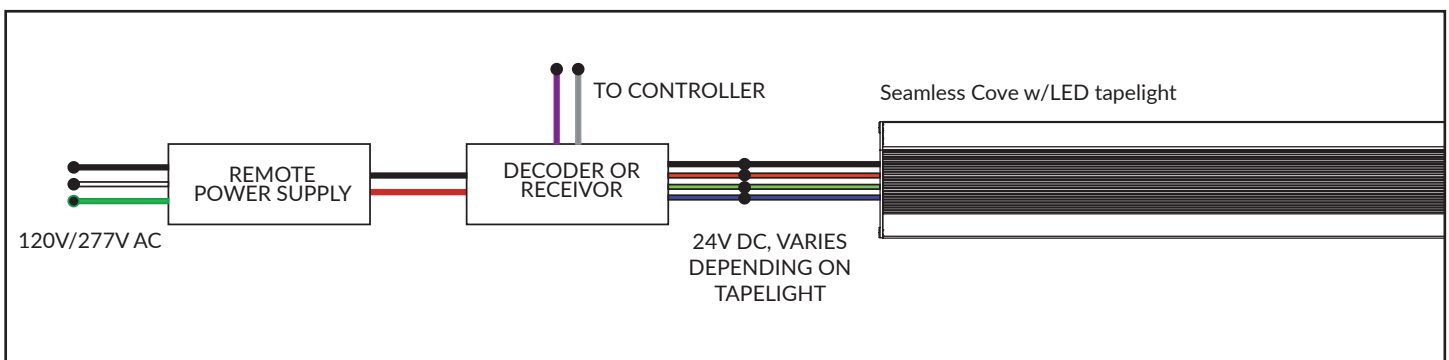 TO CONTROLLER
Seamless Cove w/LED tapelight
REMOTE
POWER SUPPLY
DECODER OR
RECEIVOR
120V/277V AC
24V DC, VARIES
DEPENDING ON
TAPELIGHT